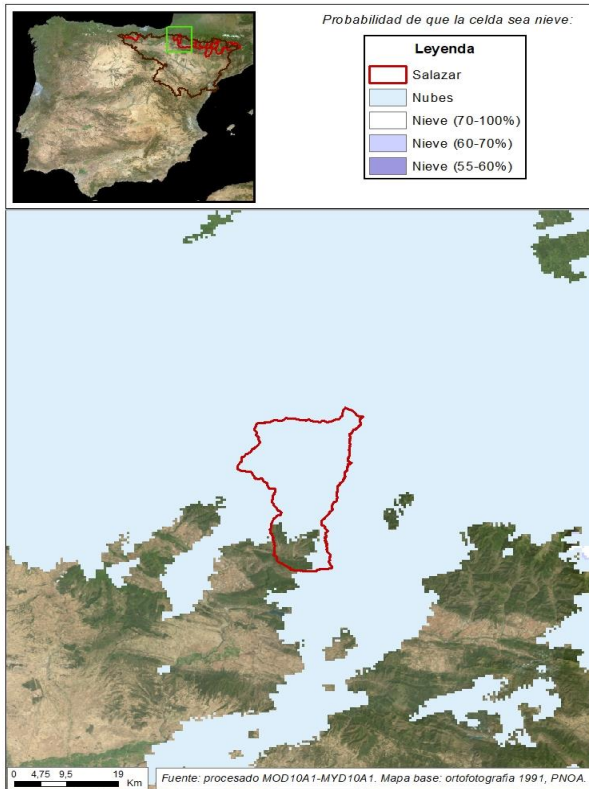 Probabilidad de que la celda sea nieve:
Leyenda
Salazar
Nubes
Nieve (70-100%)
Nieve (60-70%)
Nieve (55-60%)
0 4,75 9,5 19
Km
Fuente: procesado MOD10A1-MYD10A1. Mapa base: ortofotografia 1991, PNOA.